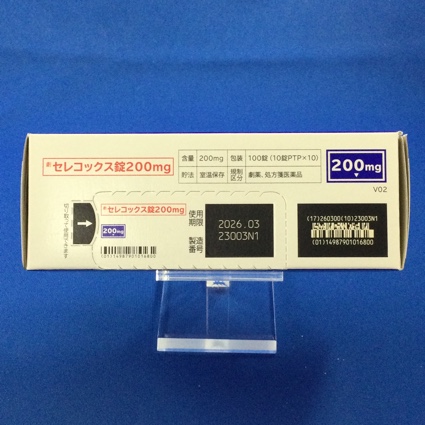 セレコックス錠200mg
含量 200mg 包装 100錠(10錠PTP×10)
貯法 室温保存 規制区分 劇薬、処方箋医薬品
200mg
V02
切り取って使用できます
セレコックス錠200mg
200mg
(01)14987901016800
使用期限 2026.03
製造番号 23003N1
(17)260300(10)23003N1
(01)14987901016800